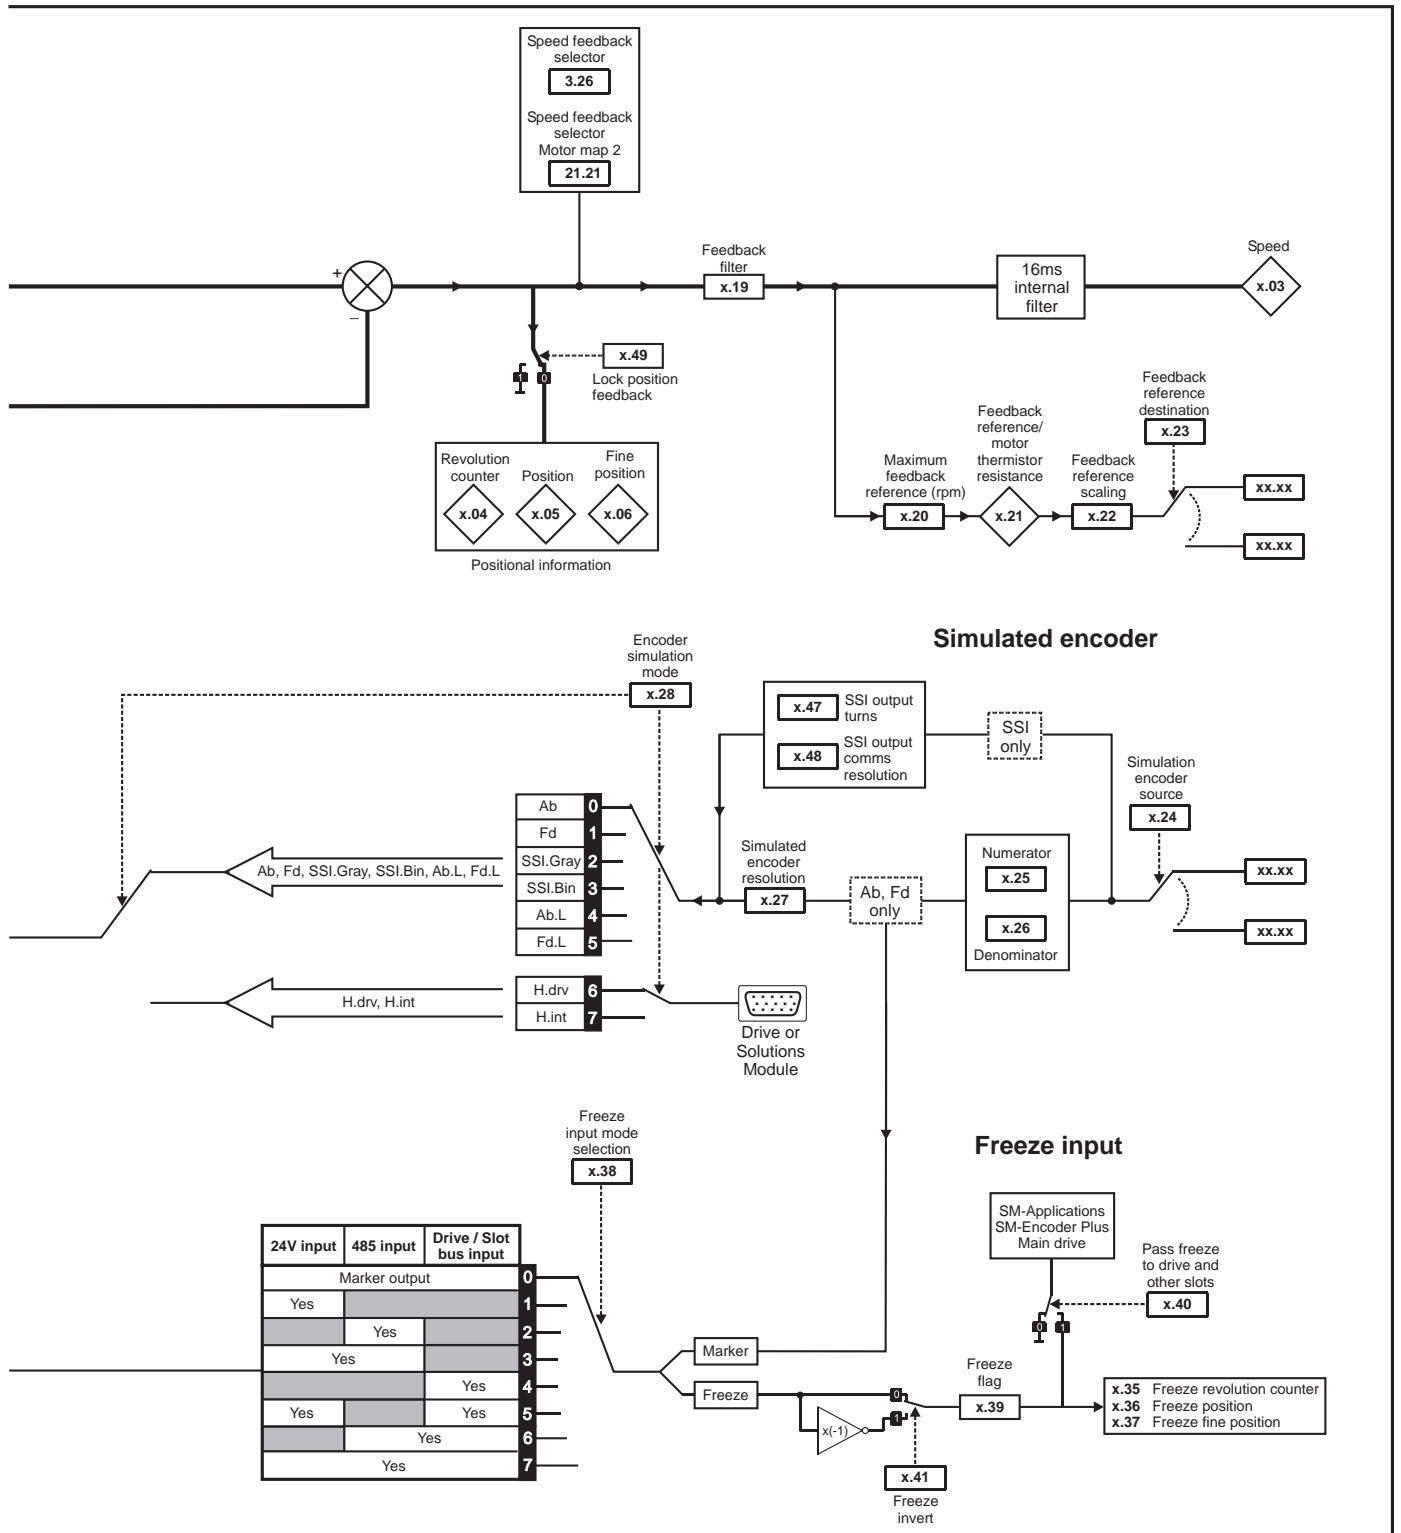 Speed feedback
selector
3.26
Speed feedback
selector
Motor map 2
21.21
Feedback
filter
x.19
16ms
internal
filter
Speed
x.03
+
–
x.49
Lock position
feedback
1
0
Revolution
counter
x.04
Position
x.05
Fine
position
x.06
Positional information
Maximum
feedback
reference (rpm)
x.20
Feedback
reference/
motor
thermistor
resistance
x.21
Feedback
reference
scaling
x.22
Feedback
reference
destination
x.23
xx.xx
xx.xx
Simulated encoder
Encoder
simulation
mode
x.28
x.47
SSI output
turns
x.48
SSI output
comms
resolution
SSI
only
Simulation
encoder
source
x.24
xx.xx
xx.xx
Numerator
x.25
x.26
Denominator
Ab, Fd
only
Simulated
encoder
resolution
x.27
Ab 0
Fd 1
SSI.Gray 2
SSI.Bin 3
Ab.L 4
Fd.L 5
Ab, Fd, SSI.Gray, SSI.Bin, Ab.L, Fd.L
H.drv 6
H.int 7
H.drv, H.int
Drive or
Solutions
Module
Freeze
input mode
selection
x.38
Freeze input
SM-Applications
SM-Encoder Plus
Main drive
Pass freeze
to drive and
other slots
x.40
0
1
24V input 485 input Drive / Slot
bus input
Marker output 0
Yes 1
Yes 2
Yes 3
Yes 4
Yes Yes 5
Yes 6
Yes 7
Marker
Freeze
x(-1)
0
1
x.41
Freeze
invert
Freeze
flag
x.39
x.35 Freeze revolution counter
x.36 Freeze position
x.37 Freeze fine position